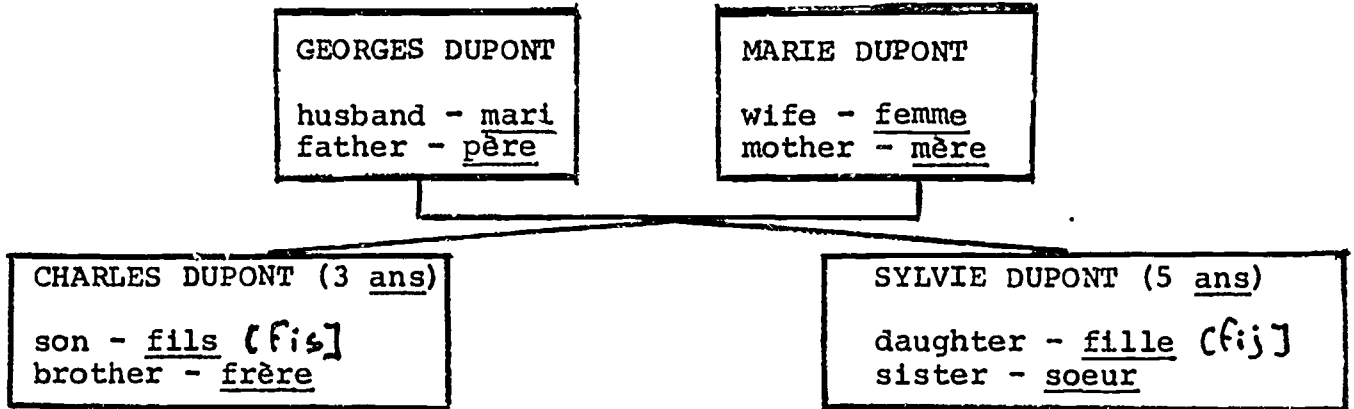 GEORGES DUPONT
husband - mari
father - père
MARIE DUPONT
wife - femme
mother - mère
CHARLES DUPONT (3 ans)
son - fils [fis]
brother - frère
SYLVIE DUPONT (5 ans)
daughter - fille [fij]
sister - soeur